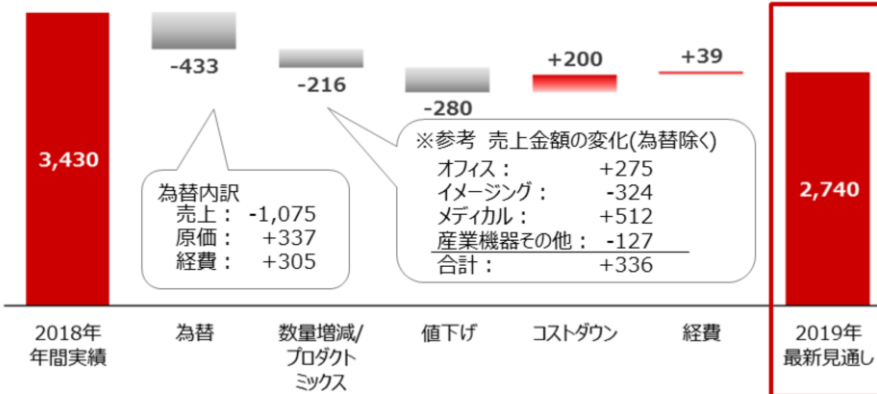 -433
-216
-280
+200
+39
3,430
2,740
為替内訳
売上： -1,075
原価： +337
経費： +305
※参考 売上金額の変化(為替除く)
オフィス： +275
イメージング： -324
メディカル： +512
産業機器その他： -127
合計： +336
2018年
年間実績
為替
数量増減/
プロダクト
ミックス
値下げ
コストダウン
経費
2019年
最新見通し